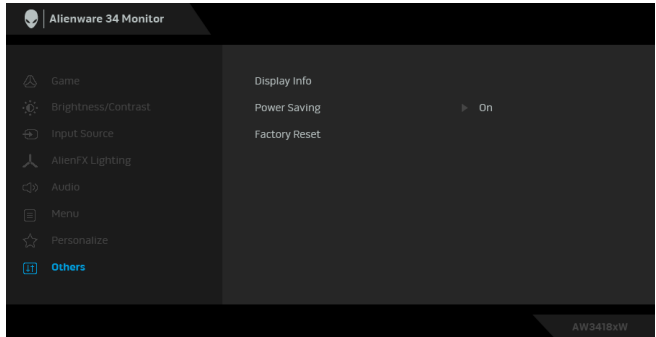 Alienware 34 Monitor
Game
Brightness/Contrast
Input Source
AlienFX Lighting
Audio
Menu
Personalize
Others
Display Info
Power Saving On
Factory Reset
AW3418xW